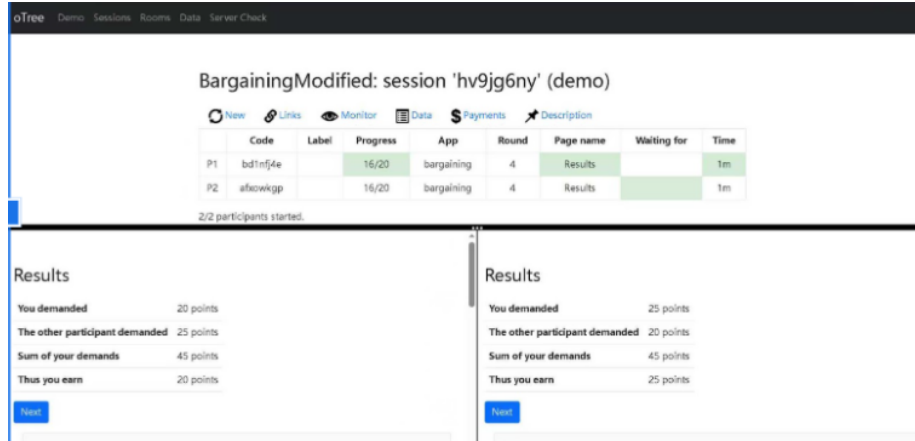 oTree Demo Sessions Rooms Data Server Check
BargainingModified: session 'hv9jg6ny' (demo)
New Links Monitor Data Payments Description
Code Label Progress App Round Page name Waiting for Time
P1 bd1nfj4e 16/20 bargaining 4 Results 1m
P2 afxowkgp 16/20 bargaining 4 Results 1m
2/2 participants started.
Results
You demanded 20 points
The other participant demanded 25 points
Sum of your demands 45 points
Thus you earn 20 points
Next
Results
You demanded 25 points
The other participant demanded 20 points
Sum of your demands 45 points
Thus you earn 25 points
Next